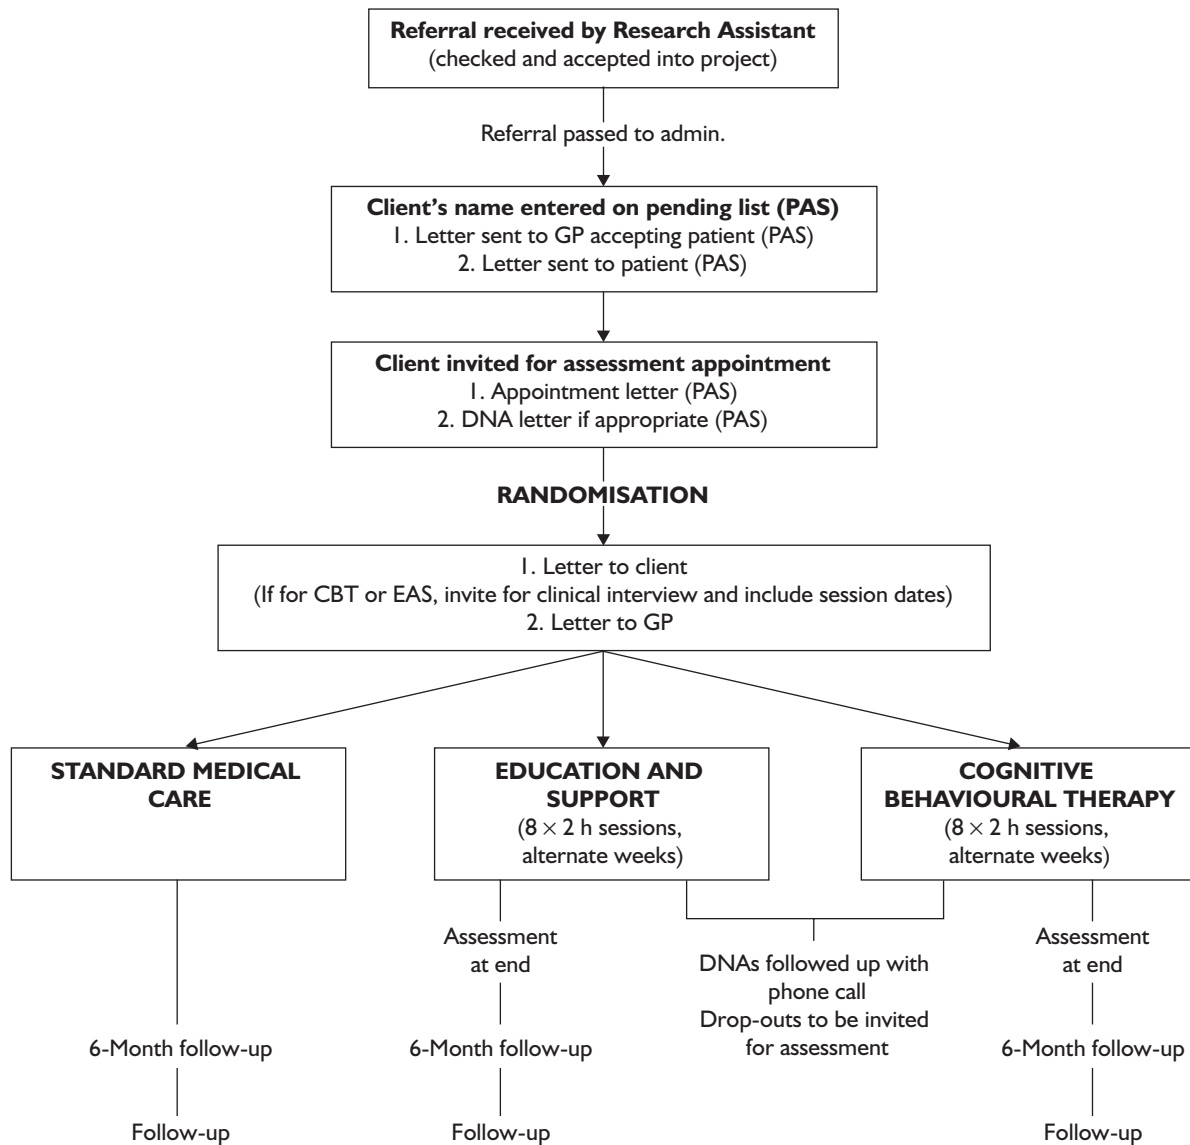 Referral received by Research Assistant
(checked and accepted into project)
Referral passed to admin.
Client's name entered on pending list (PAS)
1. Letter sent to GP accepting patient (PAS)
2. Letter sent to patient (PAS)
Client invited for assessment appointment
1. Appointment letter (PAS)
2. DNA letter if appropriate (PAS)
RANDOMISATION
1. Letter to client
(If for CBT or EAS, invite for clinical interview and include session dates)
2. Letter to GP
STANDARD MEDICAL
CARE
EDUCATION AND
SUPPORT
(8 × 2 h sessions,
alternate weeks)
COGNITIVE
BEHAVIOURAL THERAPY
(8 × 2 h sessions,
alternate weeks)
Assessment
at end
DNAs followed up with
phone call
Drop-outs to be invited
for assessment
Assessment
at end
6-Month follow-up
6-Month follow-up
6-Month follow-up
Follow-up
Follow-up
Follow-up